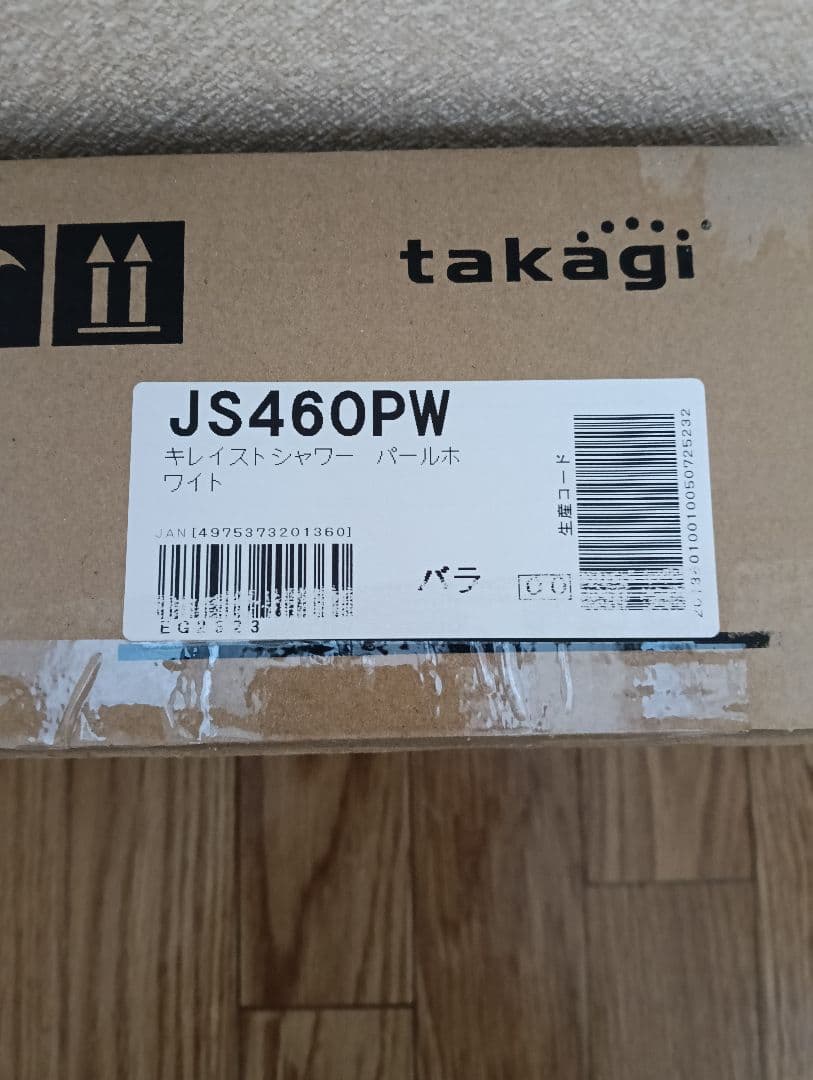 takagi
JS460PW
キレイストシャワー　パールホ
ワイト
JAN[4975373201360]
バラ
生産コード